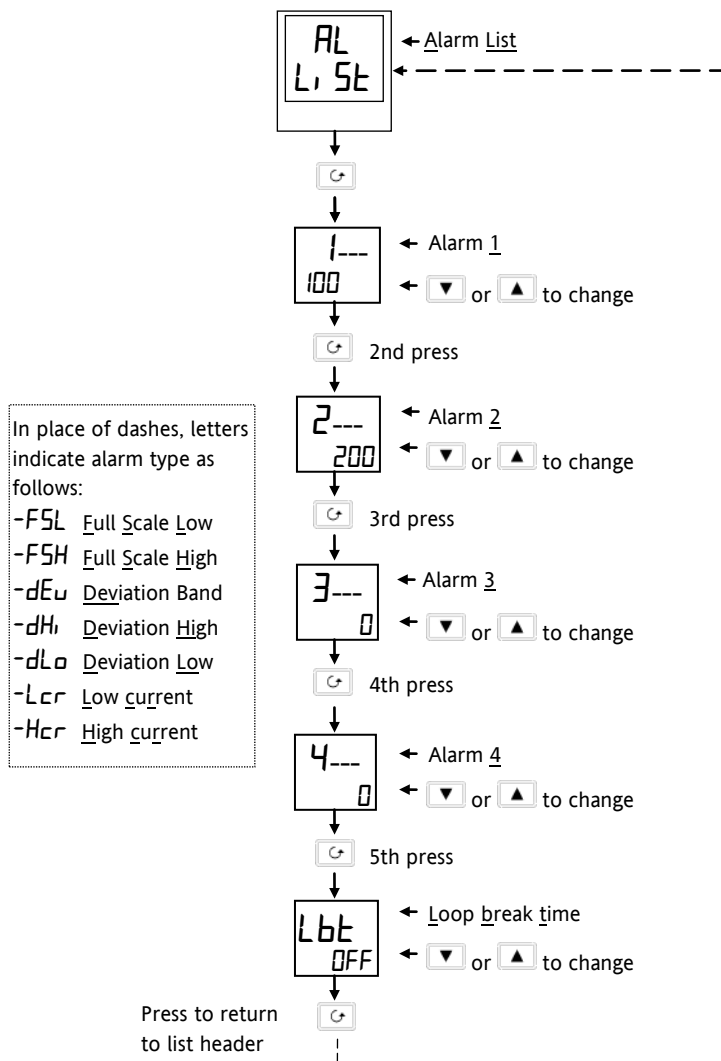 AL
LiSt
Alarm List
1---
100
Alarm 1
or to change
2nd press
2---
200
Alarm 2
or to change
3rd press
3---
0
Alarm 3
or to change
4th press
4---
0
Alarm 4
or to change
5th press
Lbt
OFF
Loop break time
or to change
Press to return
to list header
In place of dashes, letters
indicate alarm type as
follows:
-FSL Full Scale Low
-FSH Full Scale High
-dEv Deviation Band
-dHi Deviation High
-dLo Deviation Low
-Lcr Low current
-Hcr High current